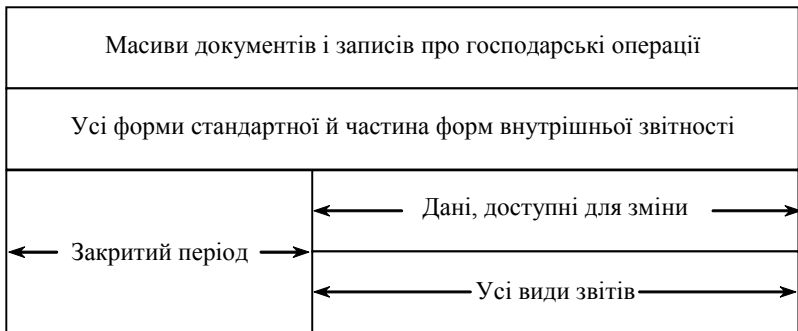 Масиви документів і записів про господарські операції
Усі форми стандартної й частина форм внутрішньої звітності
Дані, доступні для зміни
Закритий період
Усі види звітів